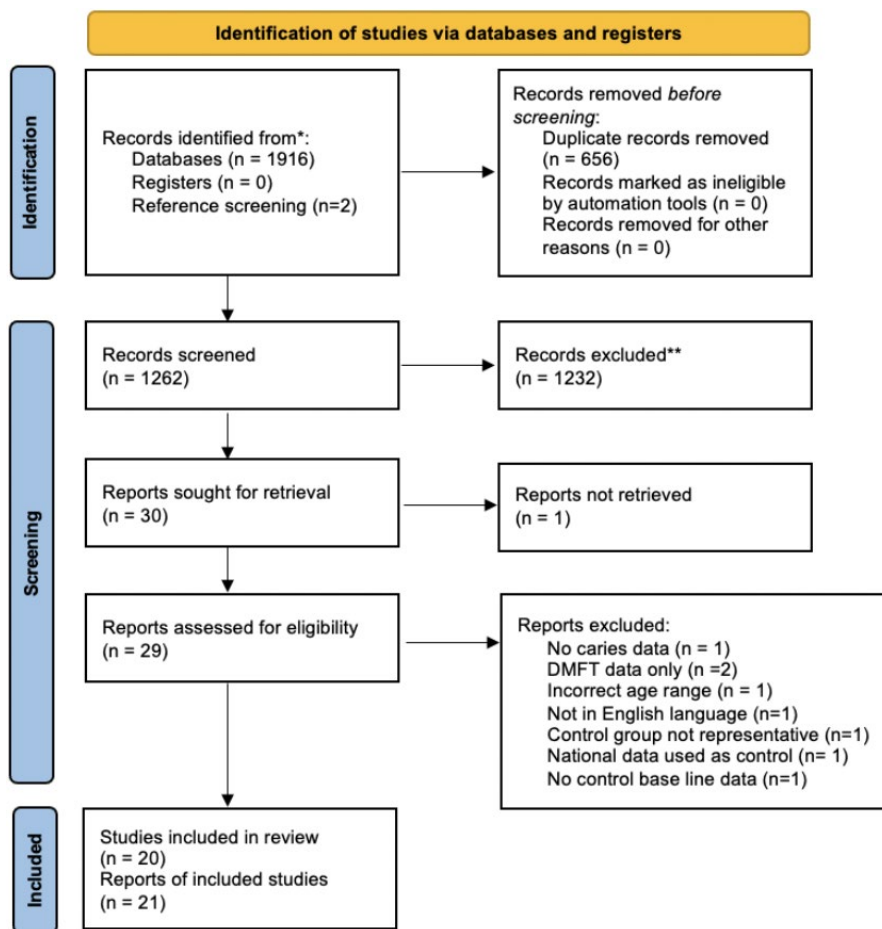 Identification of studies via databases and registers
Identification
Records identified from*:
Databases (n = 1916)
Registers (n = 0)
Reference screening (n=2)
Records removed before
screening:
Duplicate records removed
(n = 656)
Records marked as ineligible
by automation tools (n = 0)
Records removed for other
reasons (n = 0)
Screening
Records screened
(n = 1262)
Records excluded**
(n = 1232)
Reports sought for retrieval
(n = 30)
Reports not retrieved
(n = 1)
Reports assessed for eligibility
(n = 29)
Reports excluded:
No caries data (n = 1)
DMFT data only (n =2)
Incorrect age range (n = 1)
Not in English language (n=1)
Control group not representative (n=1)
National data used as control (n= 1)
No control base line data (n=1)
Included
Studies included in review
(n = 20)
Reports of included studies
(n = 21)